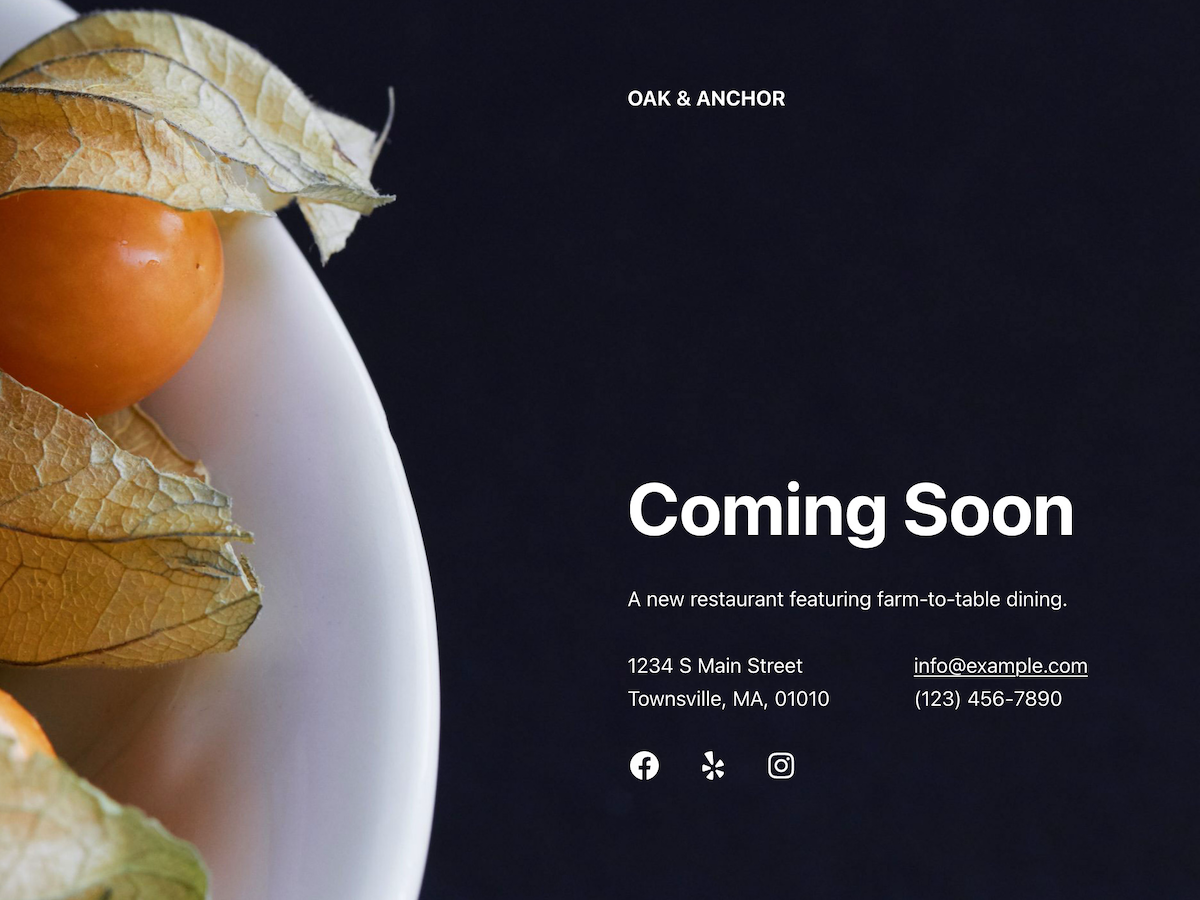 OAK & ANCHOR
Coming Soon
A new restaurant featuring farm-to-table dining.
1234 S Main Street
Townsville, MA, 01010
info@example.com
(123) 456-7890